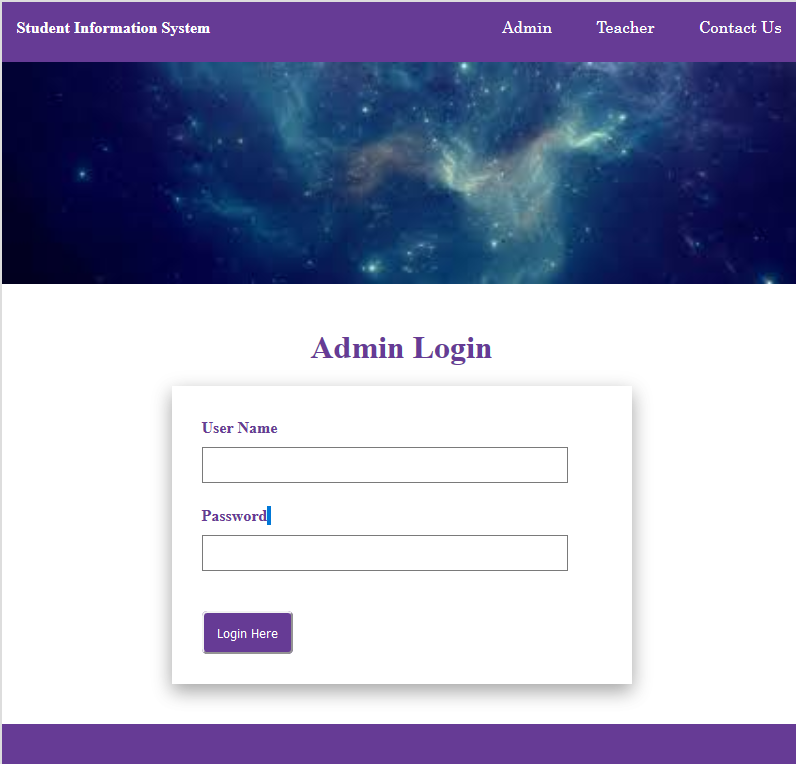 Student Information System Admin Teacher Contact Us
Admin Login
User Name
Password
Login Here